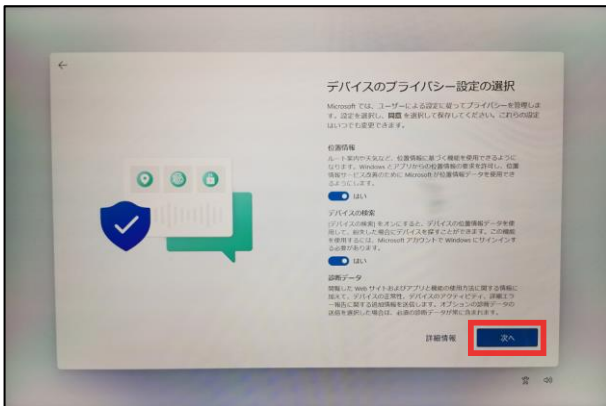 デバイスのプライバシー設定の選択
Microsoft では、ユーザーによる設定に従ってプライバシーを管理しま
す。設定を選択し、同意 を選択して保存してください。これらの設定
はいつでも変更できます。
位置情報
ルート案内や天気など、位置情報に基づく機能を使用できるように
なります。Windows とアプリからの位置情報の要求を許可し、位置
情報サービス改善のために Microsoft が位置情報データを使用でき
るようにします。
はい
デバイスの検索
[デバイスの検索] をオンにすると、デバイスの位置情報データを使
用して、紛失した場合にデバイスを探すことができます。この機能
を使用するには、Microsoft アカウントで Windows にサインインす
る必要があります。
はい
診断データ
閲覧した Web サイトおよびアプリと機能の使用方法に関する情報に
加えて、デバイスの正常性、デバイスのアクティビティ、詳細エラ
ー報告に関する追加情報を送信します。オプションの診断データの
送信を選択した場合は、必須の診断データが常に含まれます。
詳細情報
次へ